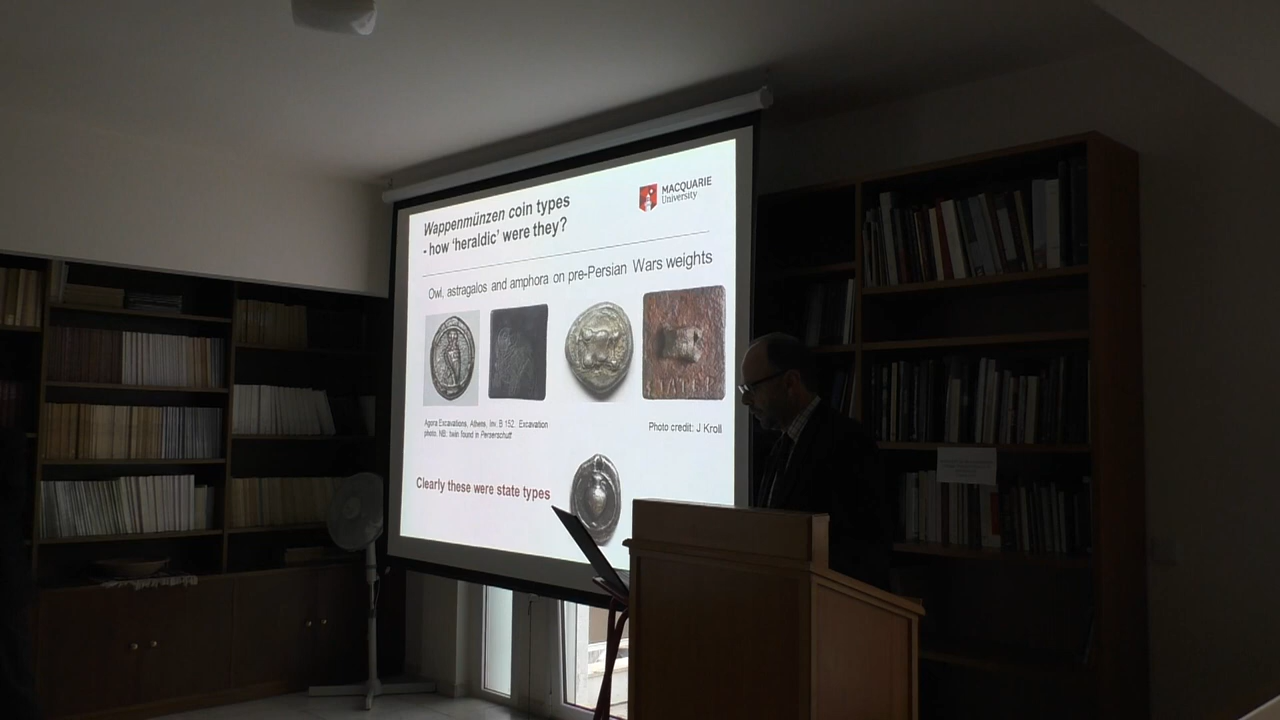 Wappenmünzen coin types
- how 'heraldic' were they?
MACQUARIE
University
Owl, astragalos and amphora on pre-Persian Wars weights
Agora Excavations, Athens, Inv. B 152. Excavation
photo. NB: twin found in Perserschutt
Photo credit: J Kroll
Clearly these were state types